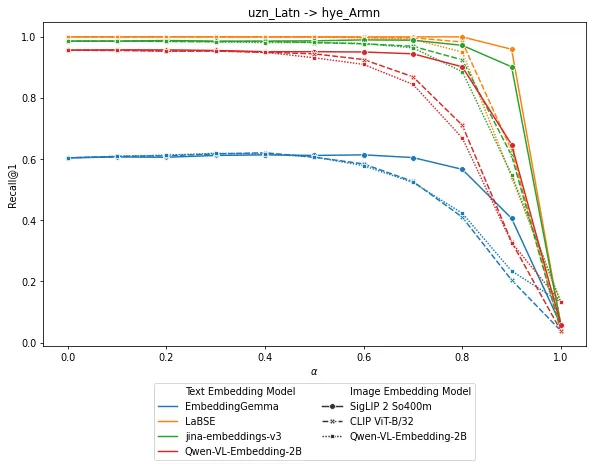 uzn_Latn -> hye_Armn
Recall@1
1.0
0.8
0.6
0.4
0.2
0.0
0.0 0.2 0.4 0.6 0.8 1.0
α
Text Embedding Model Image Embedding Model
EmbeddingGemma SigLIP 2 So400m
LaBSE CLIP ViT-B/32
jina-embeddings-v3 Qwen-VL-Embedding-2B
Qwen-VL-Embedding-2B